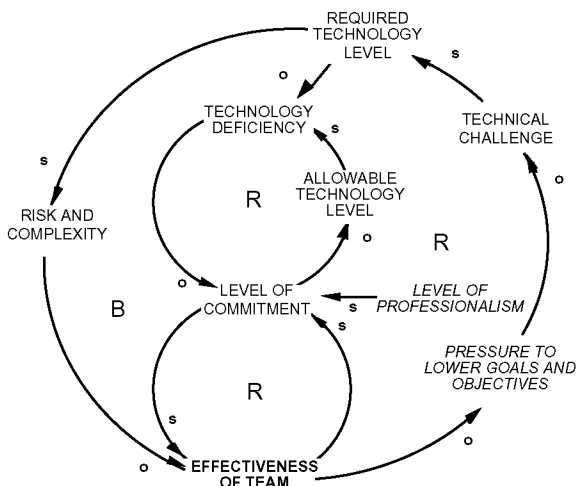 REQUIRED
TECHNOLOGY
LEVEL
s
o
TECHNOLOGY
DEFICIENCY
s
TECHNICAL
CHALLENGE
s
ALLOWABLE
TECHNOLOGY
LEVEL
o
R
RISK AND
COMPLEXITY
o
R
o
LEVEL OF
COMMITMENT
s
LEVEL OF
PROFESSIONALISM
B
s
PRESSURE TO
LOWER GOALS AND
OBJECTIVES
R
s
o
o
EFFECTIVENESS
OF TEAM